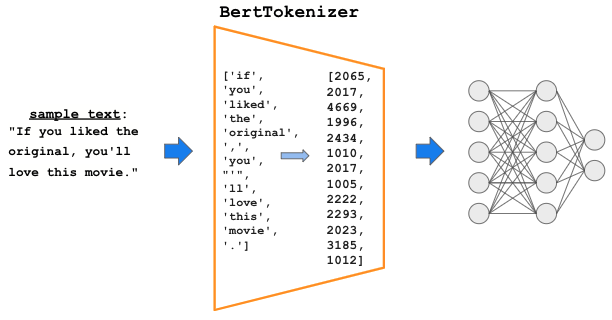 BertTokenizer
sample text:
"If you liked the
original, you'll
love this movie."
['if',
'you',
'liked',
'the',
'original',
',',
'you',
"'",
'll',
'love',
'this',
'movie',
'.']
[2065,
2017,
4669,
1996,
2434,
1010,
2017,
1005,
2222,
2293,
2023,
3185,
1012]